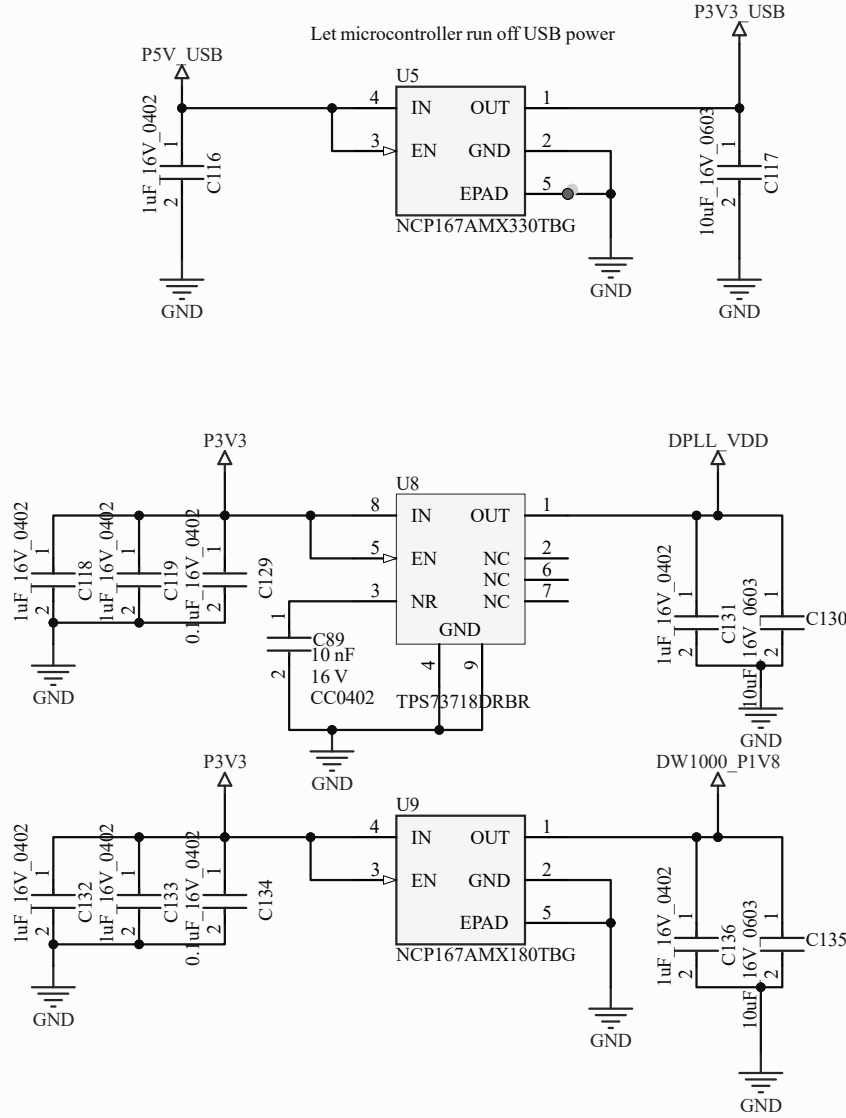 Let microcontroller run off USB power
P5V_USB
P3V3_USB
U5
4 IN OUT 1
3 EN GND 2
EPAD 5
NCP167AMX330TBG
1uF_16V_0402
1
2
C116
10uF_16V_0603
1
2
C117
GND
GND
GND
P3V3
DPLL_VDD
U8
8 IN OUT 1
5 EN NC 2
NC 6
3 NR NC 7
GND
4
9
TPS73718DRBR
1uF_16V_0402
1
2
C118
1uF_16V_0402
1
2
C119
0.1uF_16V_0402
1
2
C129
1
2
C89
10 nF
16 V
CC0402
1uF_16V_0402
1
2
C131
10uF_16V_0603
1
2
C130
GND
GND
GND
P3V3
DW1000_P1V8
U9
4 IN OUT 1
3 EN GND 2
EPAD 5
NCP167AMX180TBG
1uF_16V_0402
1
2
C132
1uF_16V_0402
1
2
C133
0.1uF_16V_0402
1
2
C134
1uF_16V_0402
1
2
C136
10uF_16V_0603
1
2
C135
GND
GND
GND